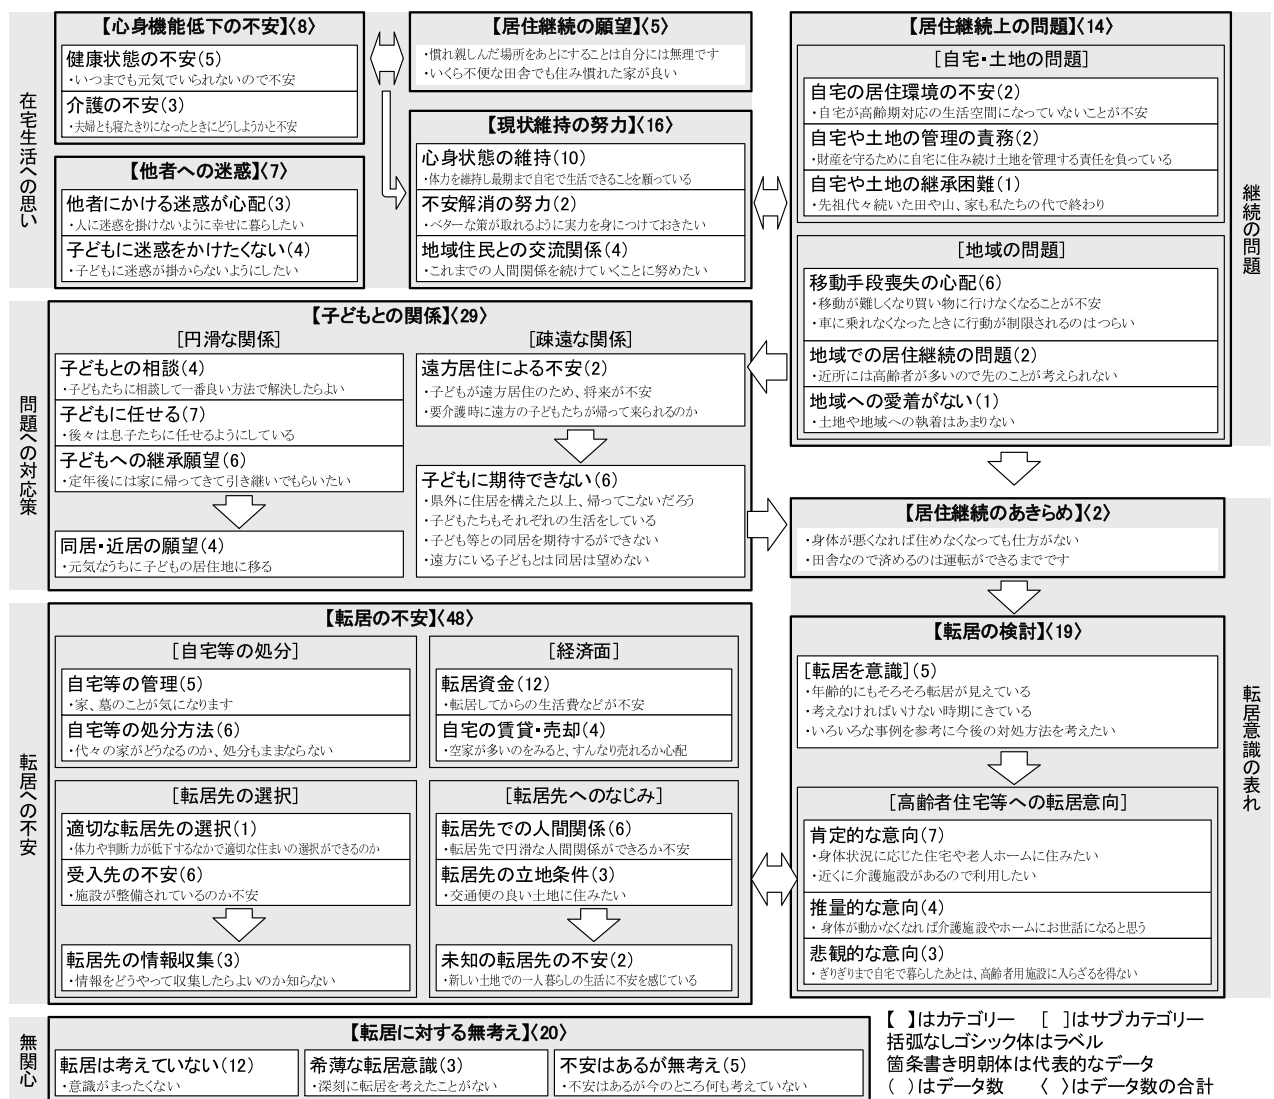 在宅生活への思い
【心身機能低下の不安】〈8〉
健康状態の不安(5)
・いつまでも元気でいられないので不安
介護の不安(3)
・夫婦とも寝たきりになったときにどうしようかと不安
【他者への迷惑】〈7〉
他者にかける迷惑が心配(3)
・人に迷惑を掛けないように幸せに暮らしたい
子どもに迷惑をかけたくない(4)
・子どもに迷惑が掛からないようにしたい
【居住継続の願望】〈5〉
・慣れ親しんだ場所をあとにすることは自分には無理です
・いくら不便な田舎でも住み慣れた家が良い
【現状維持の努力】〈16〉
心身状態の維持(10)
・体力を維持し最期まで自宅で生活できることを願っている
不安解消の努力(2)
・ベターな策が取れるように実力を身につけておきたい
地域住民との交流関係(4)
・これまでの人間関係を続けていくことに努めたい
継続の問題
【居住継続上の問題】〈14〉
[自宅・土地の問題]
自宅の居住環境の不安(2)
・自宅が高齢期対応の生活空間になっていないことが不安
自宅や土地の管理の責務(2)
・財産を守るために自宅に住み続け土地を管理する責任を負っている
自宅や土地の継承困難(1)
・先祖代々続いた田や山、家も私たちの代で終わり
[地域の問題]
移動手段喪失の心配(6)
・移動が難しくなり買い物に行けなくなることが不安
・車に乗れなくなったときに行動が制限されるのはつらい
地域での居住継続の問題(2)
・近所には高齢者が多いので先のことが考えられない
地域への愛着がない(1)
・土地や地域への執着はあまりない
問題への対応策
【子どもとの関係】〈29〉
[円滑な関係]
子どもとの相談(4)
・子どもたちに相談して一番良い方法で解決したらよい
子どもに任せる(7)
・後々は息子たちに任せるようにしている
子どもへの継承願望(6)
・定年後には家に帰ってきて引き継いでもらいたい
同居・近居の願望(4)
・元気なうちに子どもの居住地に移る
[疎遠な関係]
遠方居住による不安(2)
・子どもが遠方居住のため、将来が不安
・要介護時に遠方の子どもたちが帰って来られるのか
子どもに期待できない(6)
・県外に住居を構えた以上、帰ってこないだろう
・子どもたちもそれぞれの生活をしている
・子ども等との同居を期待するができない
・遠方にいる子どもとは同居は望めない
転居意識の表れ
【居住継続のあきらめ】〈2〉
・身体が悪くなれば住めなくなっても仕方がない
・田舎なので済めるのは運転ができるまでです
【転居の検討】〈19〉
[転居を意識](5)
・年齢的にもそろそろ転居が見えている
・考えなければいけない時期にきている
・いろいろな事例を参考に今後の対処方法を考えたい
[高齢者住宅等への転居意向]
肯定的な意向(7)
・身体状況に応じた住宅や老人ホームに住みたい
・近くに介護施設があるので利用したい
推量的な意向(4)
・身体が動かなくなれば介護施設やホームにお世話になると思う
悲観的な意向(3)
・ぎりぎりまで自宅で暮らしたあとは、高齢者用施設に入らざるを得ない
転居への不安
【転居の不安】〈48〉
[自宅等の処分]
自宅等の管理(5)
・家、墓のことが気になります
自宅等の処分方法(6)
・代々の家がどうなるのか、処分もままならない
[経済面]
転居資金(12)
・転居してからの生活費などが不安
自宅の賃貸・売却(4)
・空家が多いのをみると、すんなり売れるか心配
[転居先の選択]
適切な転居先の選択(1)
・体力や判断力が低下するなかで適切な住まいの選択ができるのか
受入先の不安(6)
・施設が整備されているのか不安
転居先の情報収集(3)
・情報をどうやって収集したらよいのか知らない
[転居先へのなじみ]
転居先での人間関係(6)
・転居先で円滑な人間関係ができるか不安
転居先の立地条件(3)
・交通便の良い土地に住みたい
未知の転居先の不安(2)
・新しい土地での一人暮らしの生活に不安を感じている
無関心
【転居に対する無考え】〈20〉
転居は考えていない(12)
・意識がまったくない
希薄な転居意識(3)
・深刻に転居を考えたことがない
不安はあるが無考え(5)
・不安はあるが今のところ何も考えていない
【 】はカテゴリー [ ]はサブカテゴリー
括弧なしゴシック体はラベル
箇条書き明朝体は代表的なデータ
( )はデータ数 〈 〉はデータ数の合計